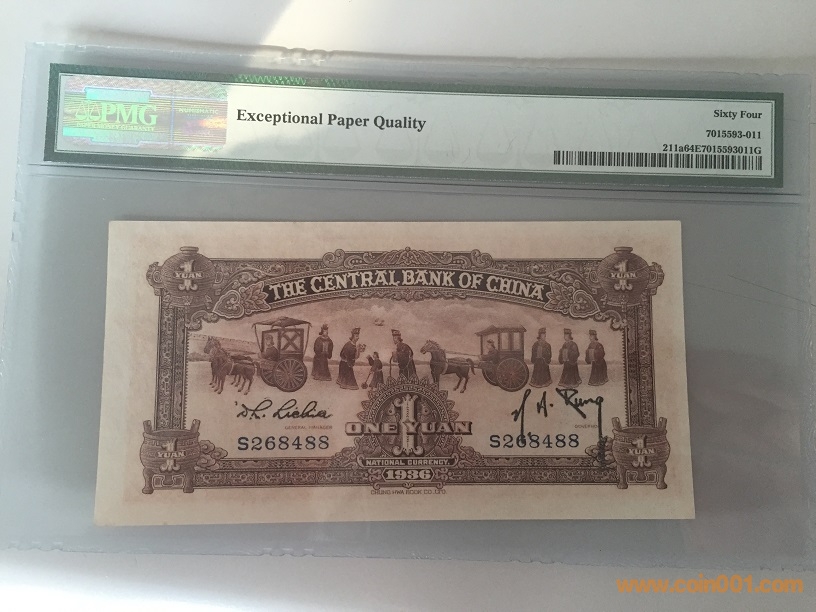 PMG
Exceptional Paper Quality
Sixty Four
7015593-011
211a64E7015593011G
THE CENTRAL BANK OF CHINA
1
YUAN
1
YUAN
GENERAL MANAGER
GOVERNOR
S268488
S268488
1
ONE YUAN
1
YUAN
1
YUAN
NATIONAL CURRENCY
1936
CHUNG HWA BOOK CO. LTD.
www.coin001.com